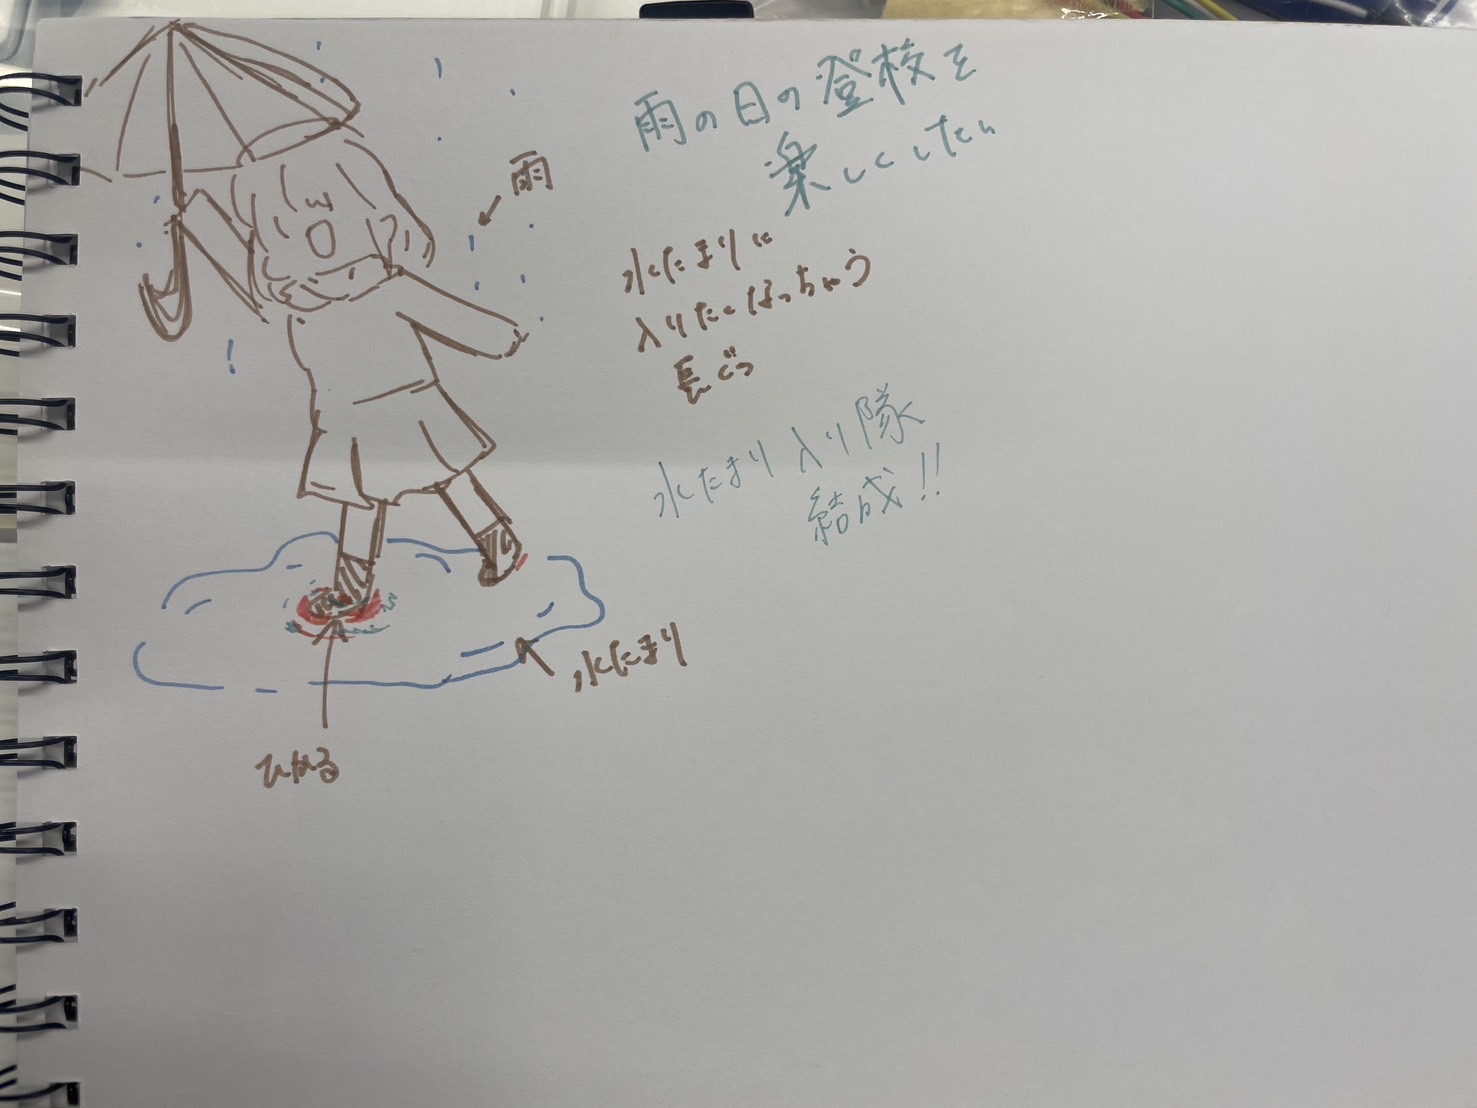 雨の日の登校を
楽しくしたい
雨
水たまりに
入りたくなっちゃう
長ぐつ
水たまり入り隊
結成!!
水たまり
ひかる